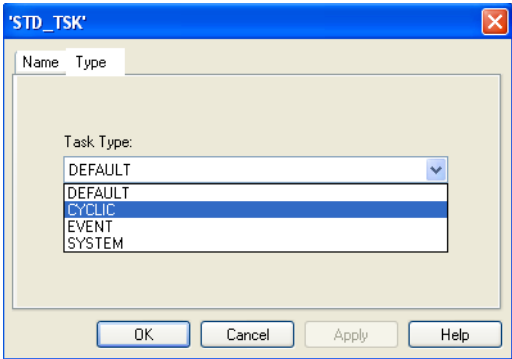 'STD_TSK'
Name Type
Task Type:
DEFAULT
DEFAULT
CYCLIC
EVENT
SYSTEM
OK Cancel Apply Help